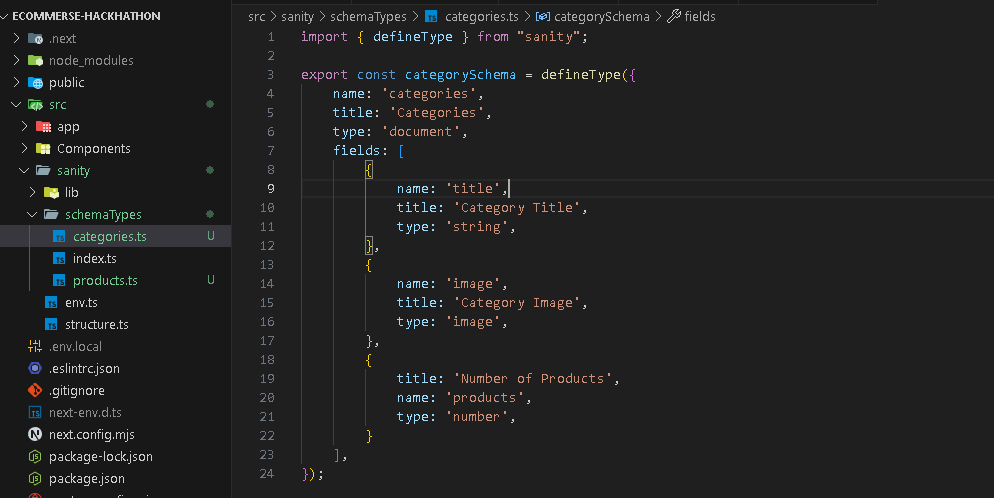 ECOMMERSE-HACKHATHON
.next
node_modules
public
src
app
Components
sanity
lib
schemaTypes
categories.ts U
index.ts
products.ts U
env.ts
structure.ts
.env.local
.eslintrc.json
.gitignore
next-env.d.ts
next.config.mjs
package-lock.json
package.json
src > sanity > schemaTypes > categories.ts > categorySchema > fields
1 import { defineType } from "sanity";
2
3 export const categorySchema = defineType({
4 name: 'categories',
5 title: 'Categories',
6 type: 'document',
7 fields: [
8 {
9 name: 'title',
10 title: 'Category Title',
11 type: 'string',
12 },
13 {
14 name: 'image',
15 title: 'Category Image',
16 type: 'image',
17 },
18 {
19 title: 'Number of Products',
20 name: 'products',
21 type: 'number',
22 }
23 ],
24 });